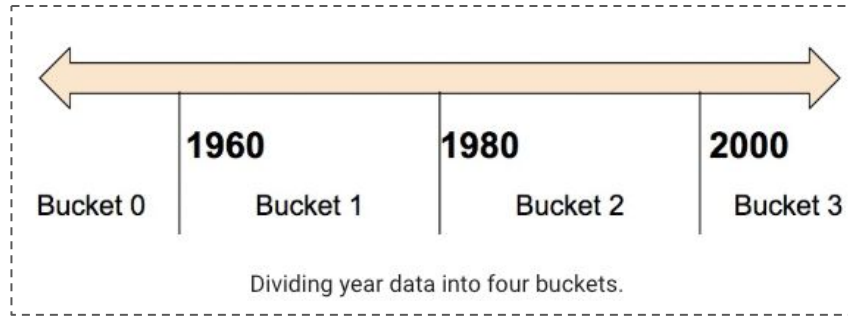 1960 1980 2000
Bucket 0 Bucket 1 Bucket 2 Bucket 3
Dividing year data into four buckets.